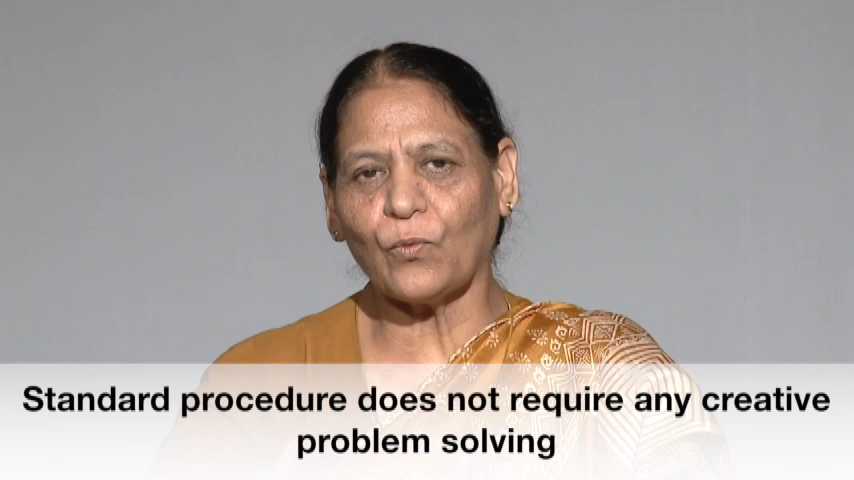 Standard procedure does not require any creative
problem solving